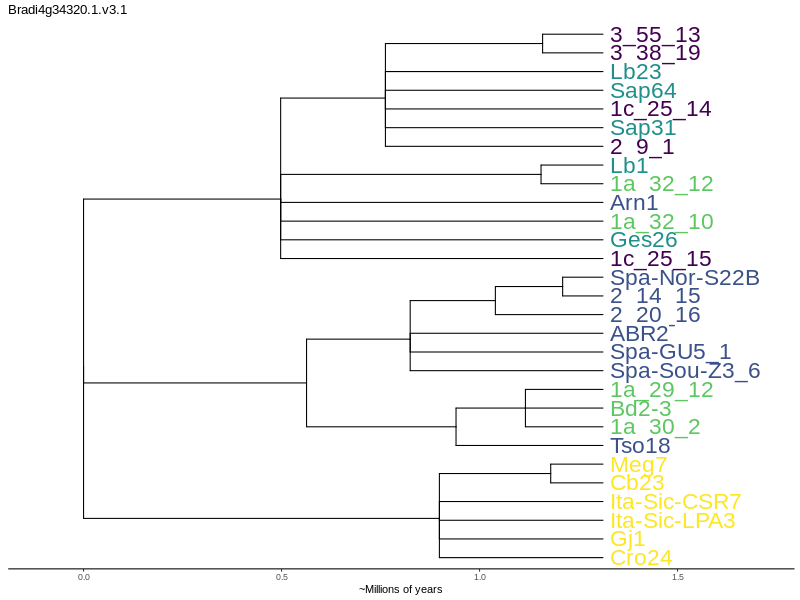 Bradi4g34320.1.v3.1
3_55_13
3_38_19
Lb23
Sap64
1c_25_14
Sap31
2_9_1
Lb1
1a_32_12
Arn1
1a_32_10
Ges26
1c_25_15
Spa-Nor-S22B
2_14_15
2_20_16
ABR2
Spa-GU5_1
Spa-Sou-Z3_6
1a_29_12
Bd2-3
1a_30_2
Tso18
Meg7
Cb23
Ita-Sic-CSR7
Ita-Sic-LPA3
Gj1
Cro24
0.0 0.5 1.0 1.5
~Millions of years